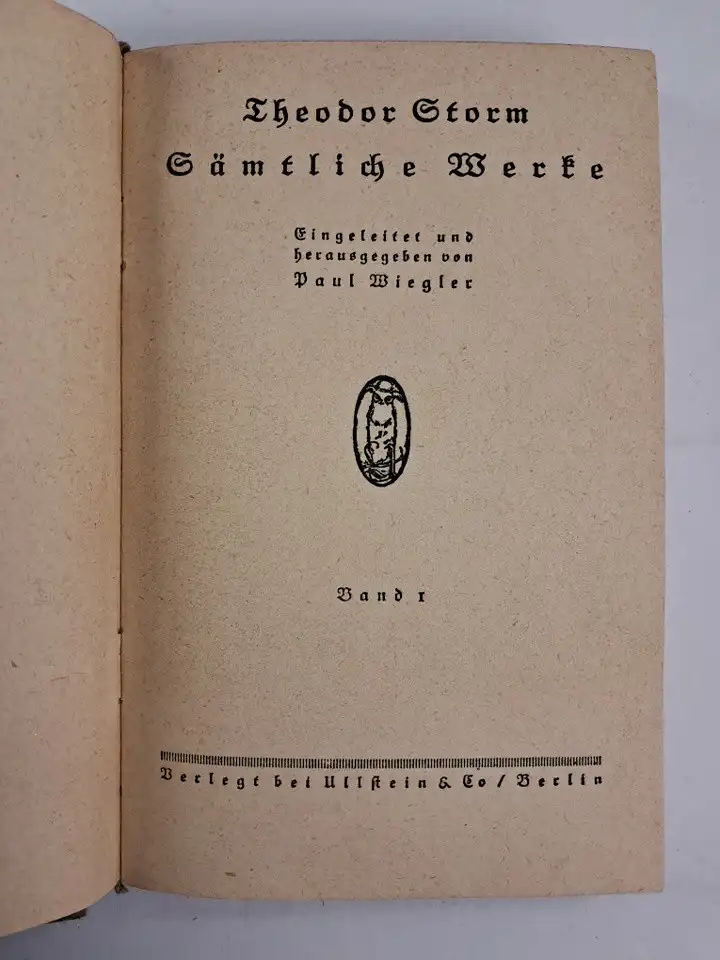 Theodor Storm
Sämtliche Werke
Eingeleitet und
herausgegeben von
Paul Wiegler
Band 1
Verlegt bei Ullstein & Co / Berlin